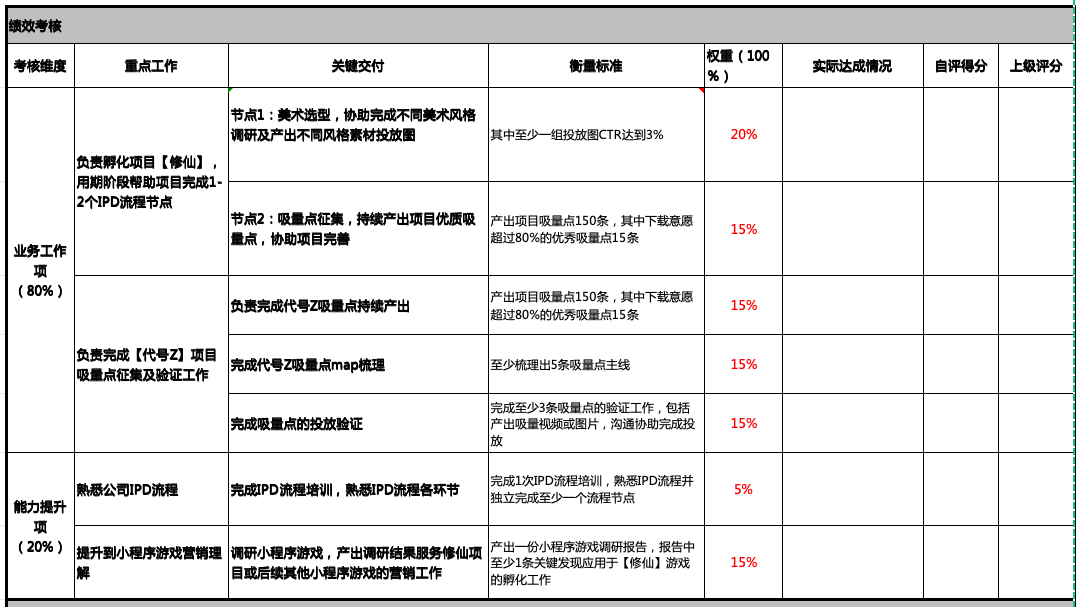 绩效考核
考核维度
重点工作
关键交付
衡量标准
权重（100
%）
实际达成情况
自评得分
上级评分
业务工作
项
（80%）
负责孵化项目【修仙】，
用期阶段帮助项目完成1-
2个IPD流程节点
节点1：美术选型，协助完成不同美术风格
调研及产出不同风格素材投放图
其中至少一组投放图CTR达到3%
20%
节点2：吸量点征集，持续产出项目优质吸
量点，协助项目完善
产出项目吸量点150条，其中下载意愿
超过80%的优秀吸量点15条
15%
负责完成【代号Z】项目
吸量点征集及验证工作
负责完成代号Z吸量点持续产出
产出项目吸量点150条，其中下载意愿
超过80%的优秀吸量点15条
15%
完成代号Z吸量点map梳理
至少梳理出5条吸量点主线
15%
完成吸量点的投放验证
完成至少3条吸量点的验证工作，包括
产出吸量视频或图片，沟通协助完成投
放
15%
能力提升
项
（20%）
熟悉公司IPD流程
完成IPD流程培训，熟悉IPD流程各环节
完成1次IPD流程培训，熟悉IPD流程并
独立完成至少一个流程节点
5%
提升到小程序游戏营销理
解
调研小程序游戏，产出调研结果服务修仙项
目或后续其他小程序游戏的营销工作
产出一份小程序游戏调研报告，报告中
至少1条关键发现应用于【修仙】游戏
的孵化工作
15%